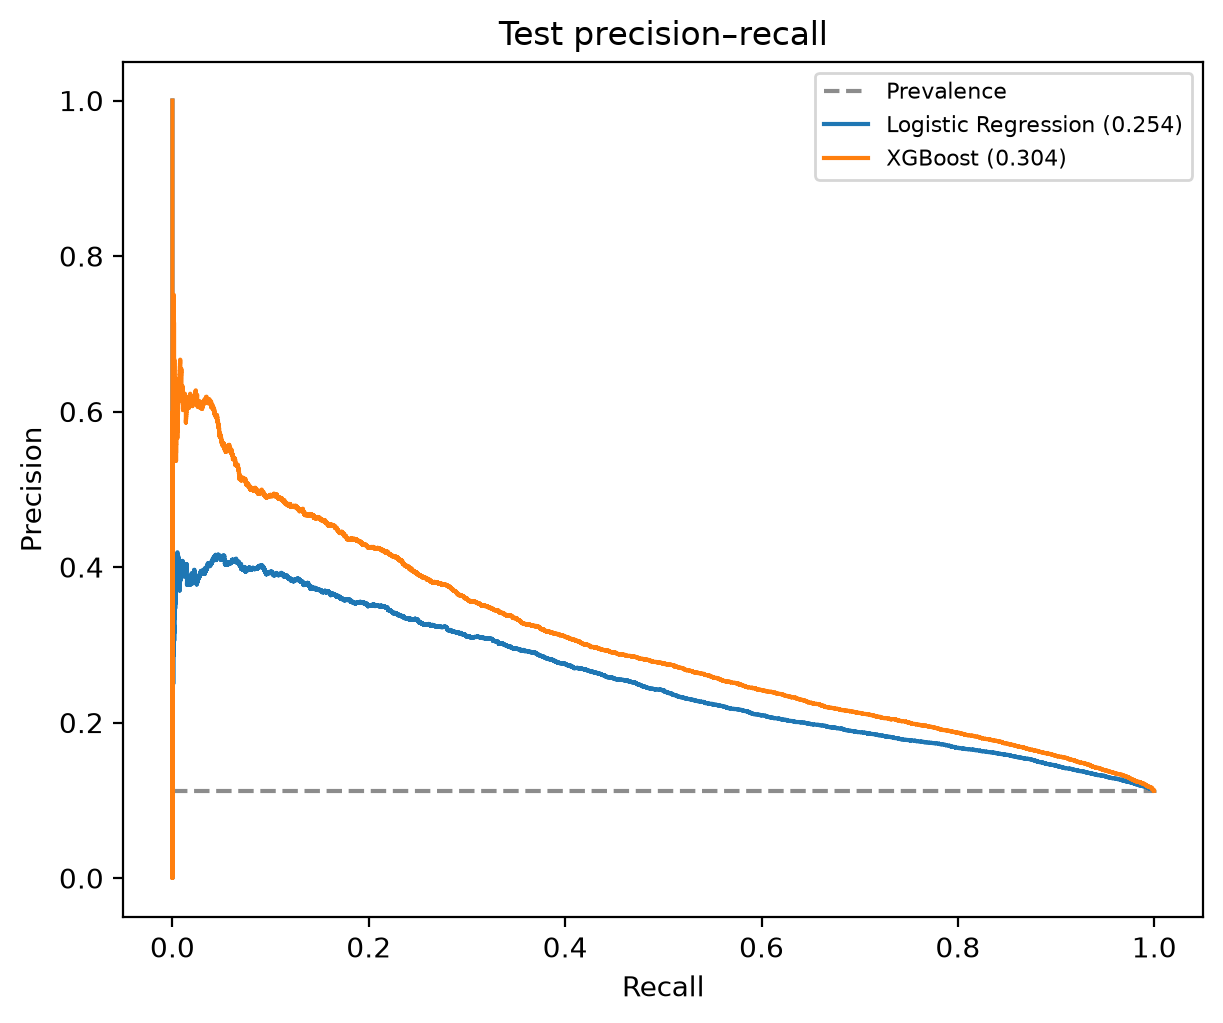 Test precision–recall
Prevalence
Logistic Regression (0.254)
XGBoost (0.304)
1.0
0.8
0.6
0.4
0.2
0.0
Precision
0.0 0.2 0.4 0.6 0.8 1.0
Recall